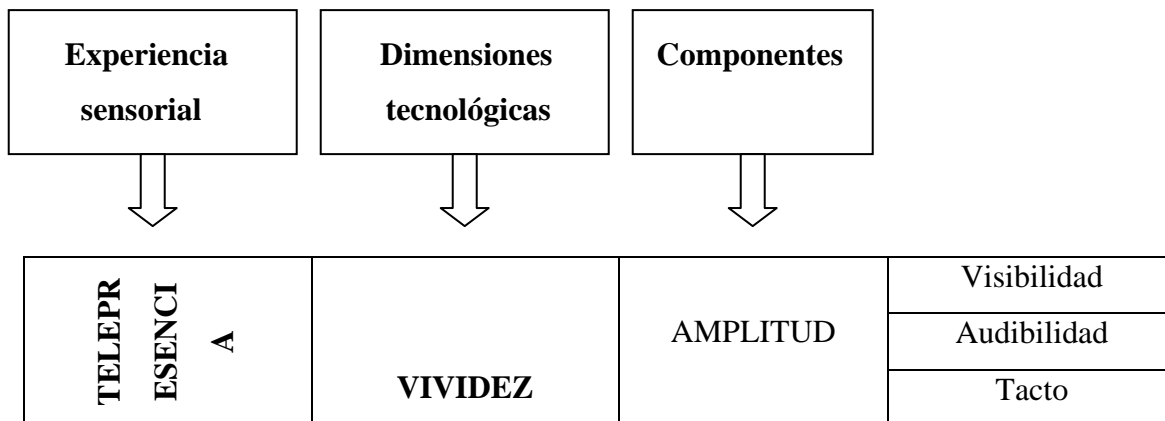 Experiencia
sensorial
Dimensiones
tecnológicas
Componentes
TELEPR
ESENCI
A
VIVIDEZ
AMPLITUD
Visibilidad
Audibilidad
Tacto